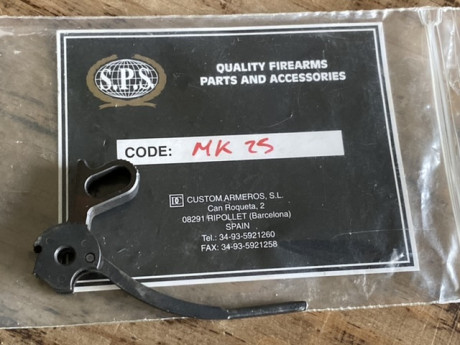 S.P.S.
QUALITY FIREARMS
PARTS AND ACCESSORIES
CODE: MK 25
DC CUSTOM ARMEROS, S.L
Can Roqueta, 2
08291 RIPOLLET (Barcelona)
SPAIN
Tel.: 34-93-5921260
FAX: 34-93-5921258